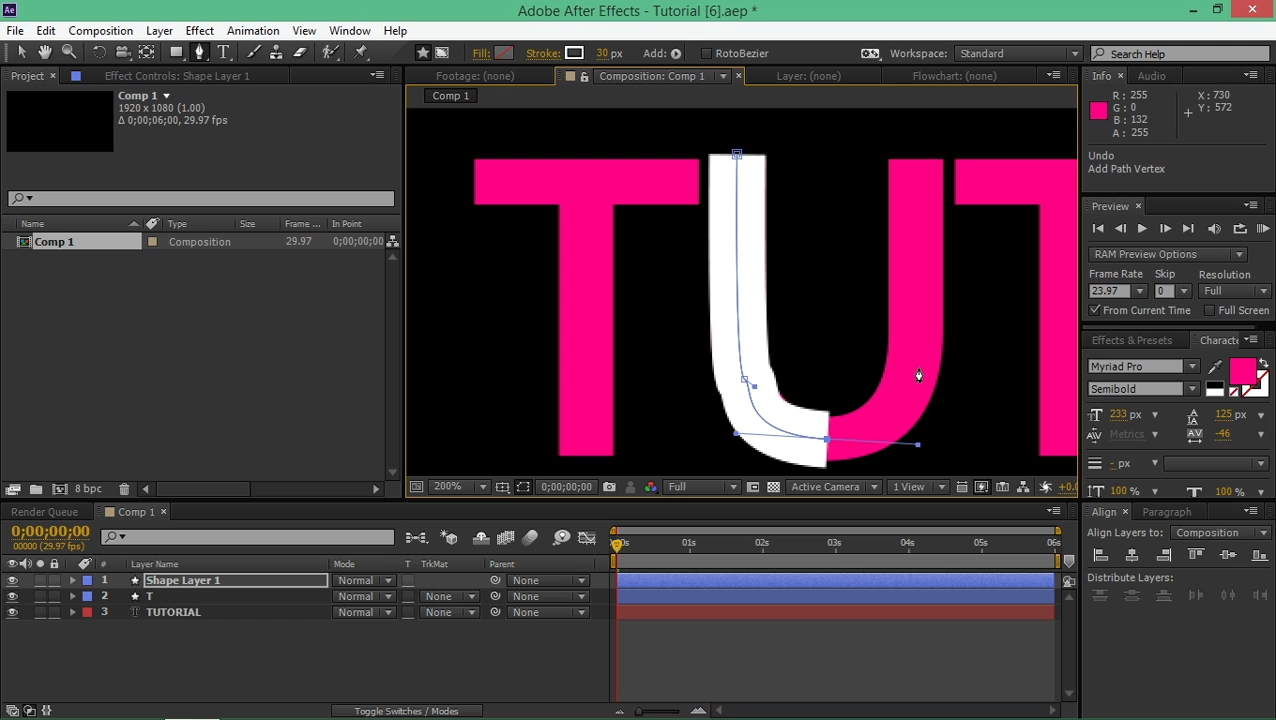 Ae
Adobe After Effects - Tutorial [6].aep *
File Edit Composition Layer Effect Animation View Window Help
T Fill: Stroke: 30 px Add: RotoBezier Workspace: Standard Search Help
Project Effect Controls: Shape Layer 1 Footage: (none) Composition: Comp 1 Layer: (none) Flowchart: (none) Info Audio
Comp 1
1920 x 1080 (1.00)
Δ 0;00;06;00, 29.97 fps
Comp 1
R: 255 X: 730
G: 0 Y: 572
B: 132
A: 255
Undo
Add Path Vertex
TUT
Preview
RAM Preview Options
Frame Rate Skip Resolution
23.97 0 Full
From Current Time Full Screen
Name Type Size Frame ... In Point
Comp 1 Composition 29.97 0;00;00;00
Effects & Presets Characte
Myriad Pro
Semibold
233 px 125 px
Metrics -46
- px
100 % 100 %
8 bpc
200% 0;00;00;00 Full Active Camera 1 View +0.0
Render Queue Comp 1
0;00;00;00
00000 (29.97 fps)
00s 01s 02s 03s 04s 05s 06s
# Layer Name Mode T TrkMat Parent
1 Shape Layer 1 Normal None
2 T Normal None None
3 T TUTORIAL Normal None None
Toggle Switches / Modes
Align Paragraph
Align Layers to: Composition
Distribute Layers: